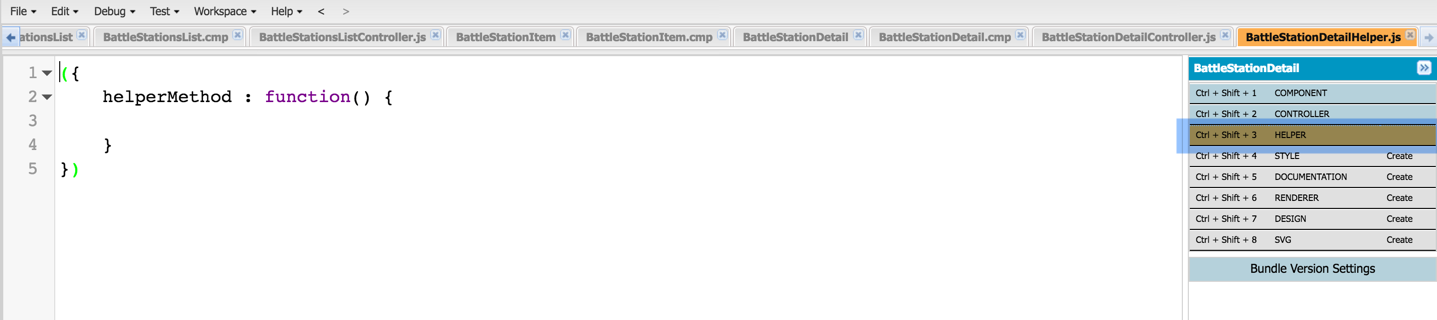 File Edit Debug Test Workspace Help < >
ationsList BattleStationsList.cmp BattleStationsListController.js BattleStationItem BattleStationItem.cmp BattleStationDetail BattleStationDetail.cmp BattleStationDetailController.js BattleStationDetailHelper.js
1 ({
2 helperMethod : function() {
3
4 }
5 })
BattleStationDetail
Ctrl + Shift + 1 COMPONENT
Ctrl + Shift + 2 CONTROLLER
Ctrl + Shift + 3 HELPER
Ctrl + Shift + 4 STYLE Create
Ctrl + Shift + 5 DOCUMENTATION Create
Ctrl + Shift + 6 RENDERER Create
Ctrl + Shift + 7 DESIGN Create
Ctrl + Shift + 8 SVG Create
Bundle Version Settings